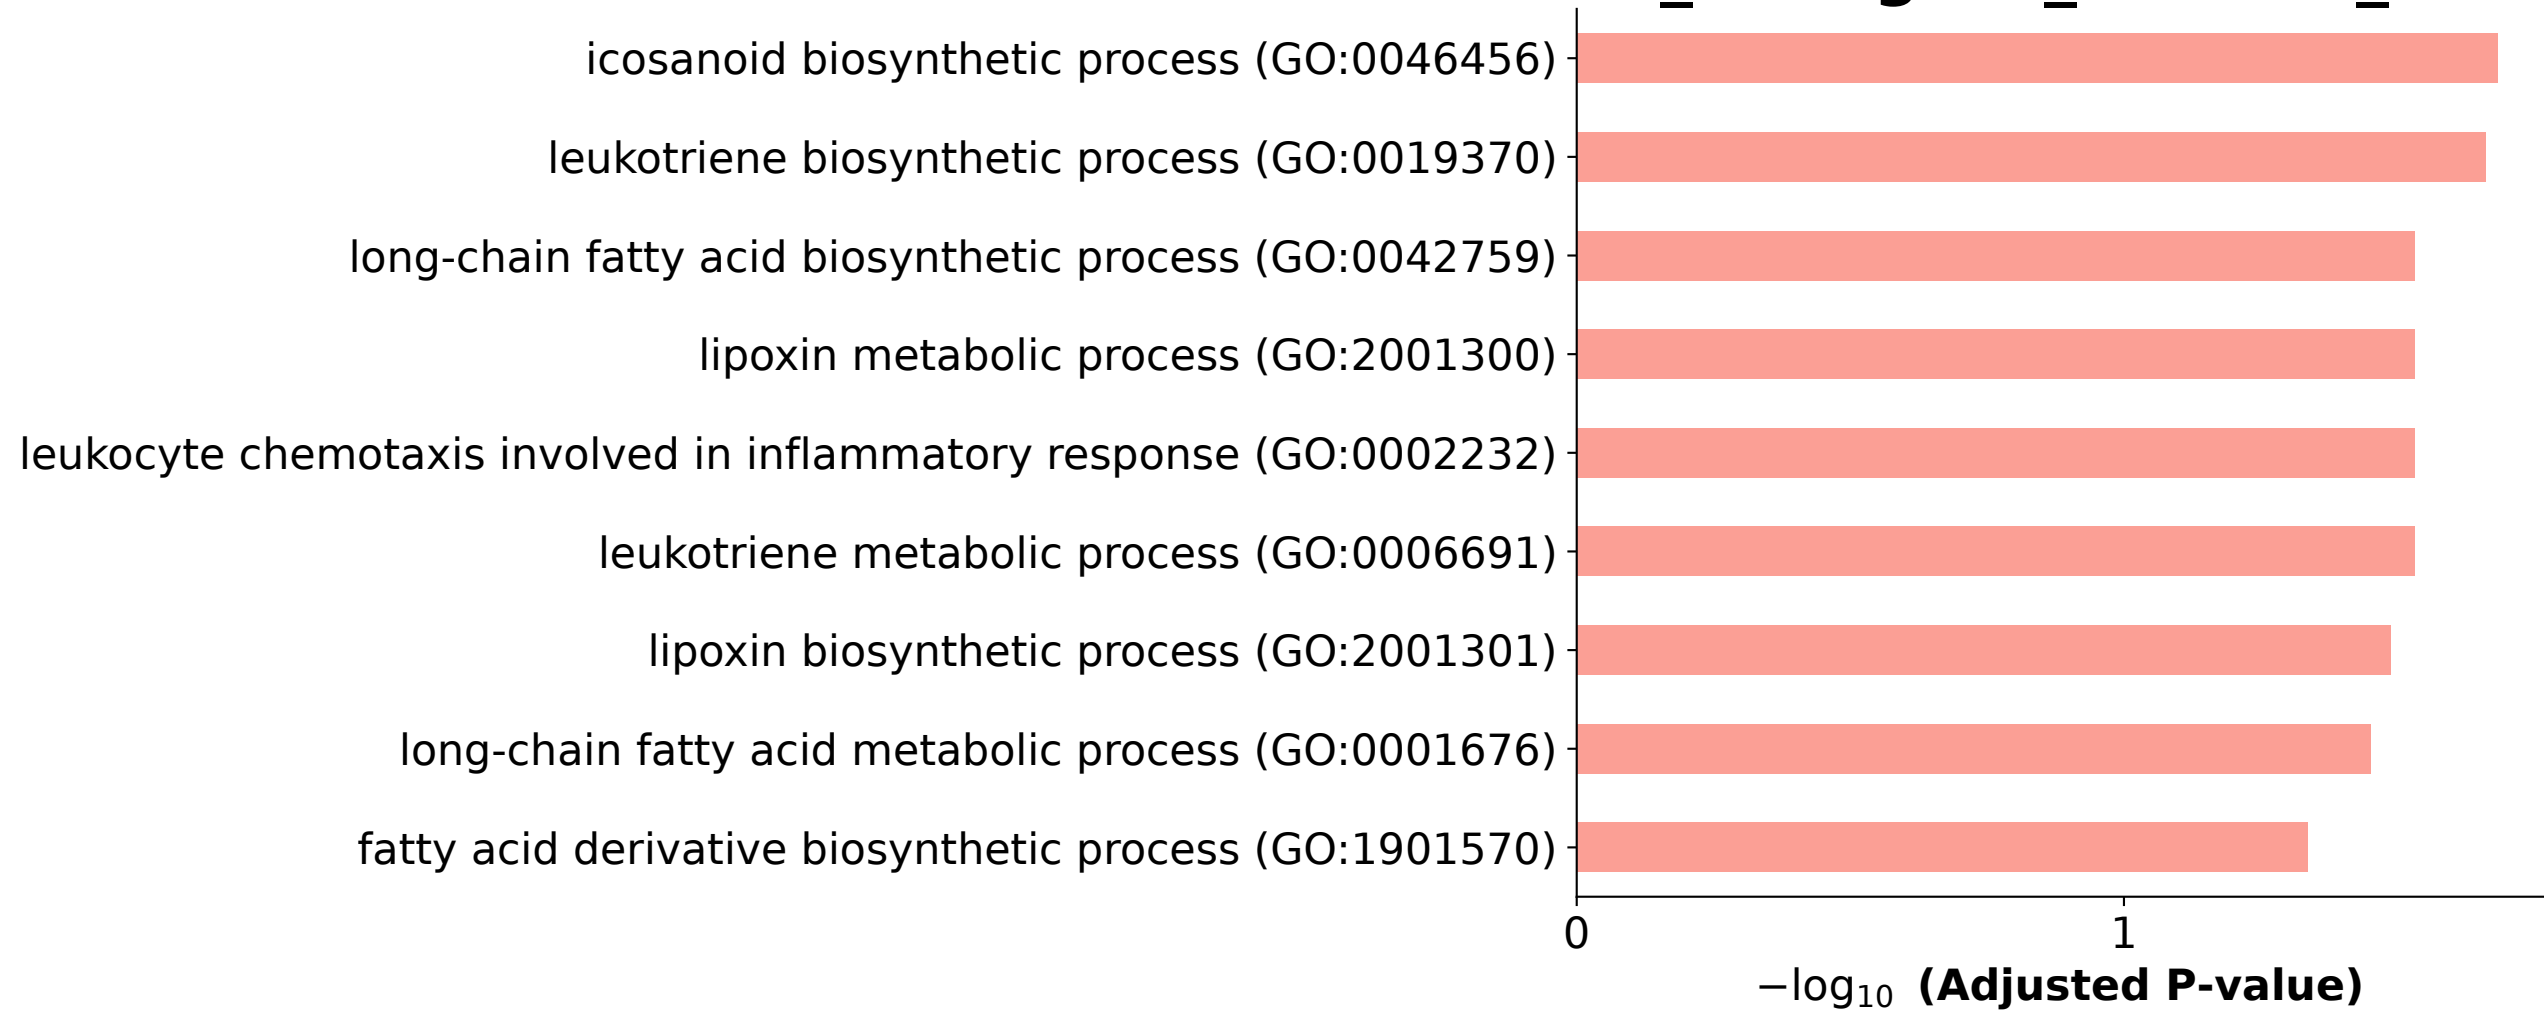 icosanoid biosynthetic process (GO:0046456)
leukotriene biosynthetic process (GO:0019370)
long-chain fatty acid biosynthetic process (GO:0042759)
lipoxin metabolic process (GO:2001300)
leukocyte chemotaxis involved in inflammatory response (GO:0002232)
leukotriene metabolic process (GO:0006691)
lipoxin biosynthetic process (GO:2001301)
long-chain fatty acid metabolic process (GO:0001676)
fatty acid derivative biosynthetic process (GO:1901570)
0 1
−log₁₀ (Adjusted P-value)